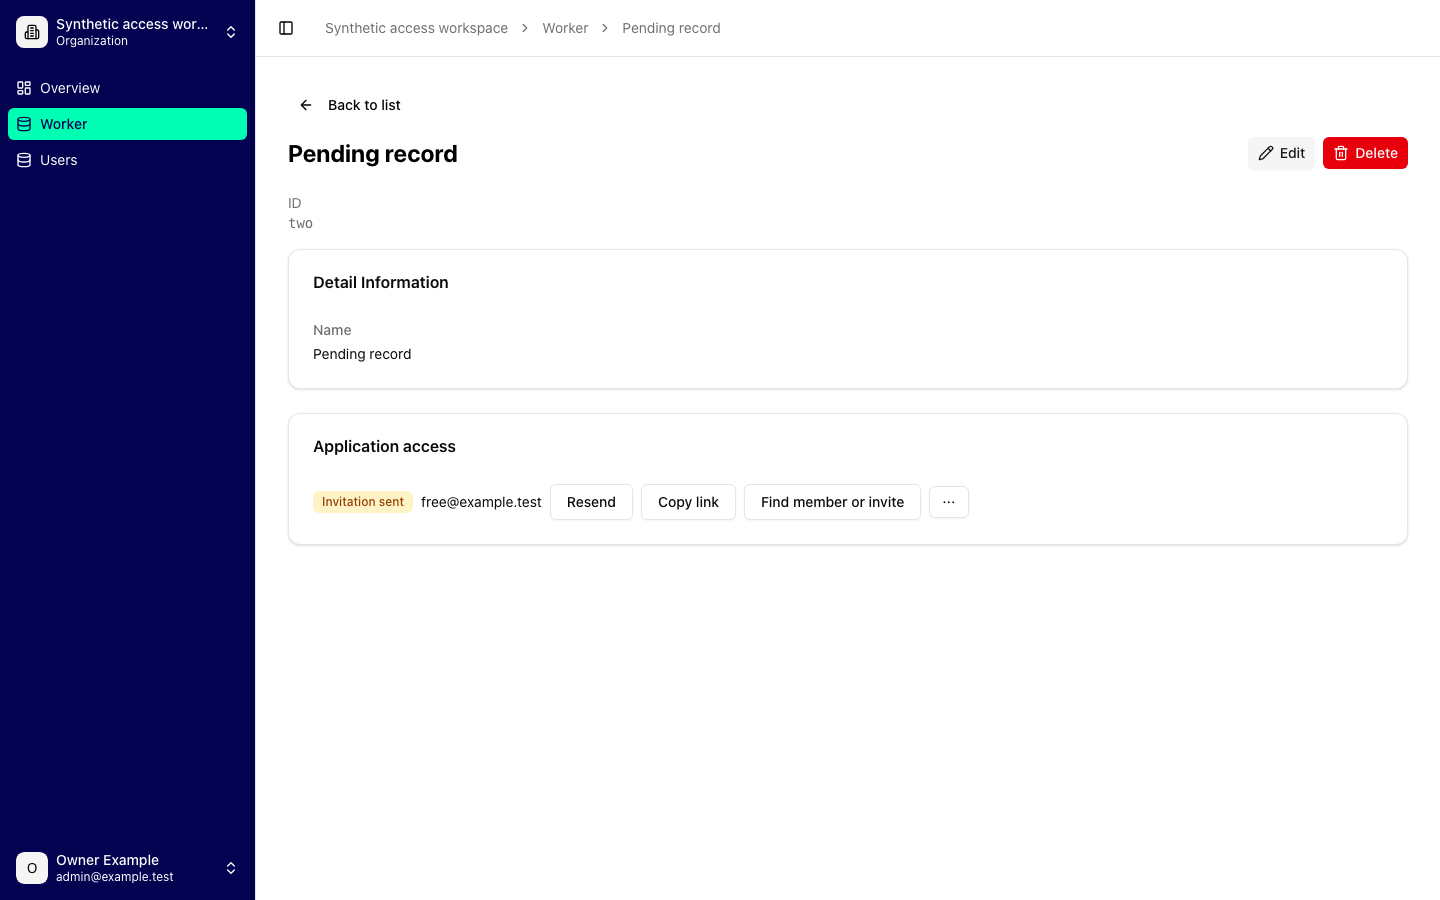 Synthetic access wor...
Organization
Overview
Worker
Users
Owner Example
O
admin@example.test
Synthetic access workspace > Worker > Pending record
Back to list
Pending record
Edit
Delete
ID
two
Detail Information
Name
Pending record
Application access
Invitation sent free@example.test Resend Copy link Find member or invite ...